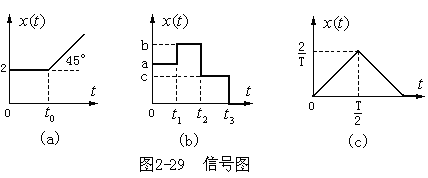 x(t) x(t) x(t)
2 45° t
0 t₀
(a)
b
a
c
0 t₁ t₂ t₃ t
(b)
2/T
0 T/2 t
(c)
图2-29 信号图